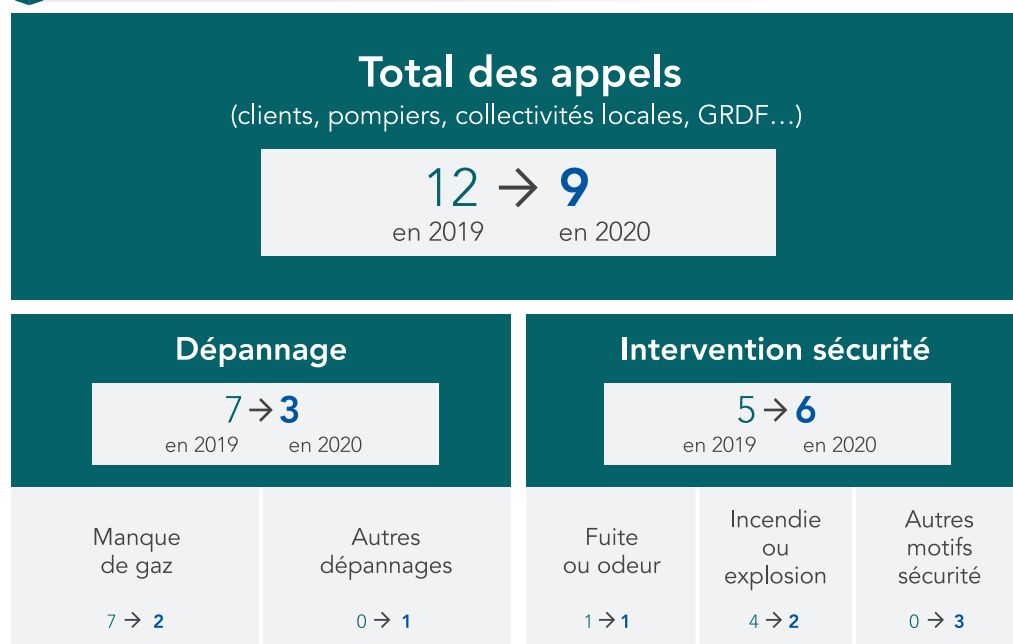 Total des appels
(clients, pompiers, collectivités locales, GRDF…)
12 → 9
en 2019 en 2020
Dépannage
7 → 3
en 2019 en 2020
Intervention sécurité
5 → 6
en 2019 en 2020
Manque
de gaz
7 → 2
Autres
dépannages
0 → 1
Fuite
ou odeur
1 → 1
Incendie
ou
explosion
4 → 2
Autres
motifs
sécurité
0 → 3